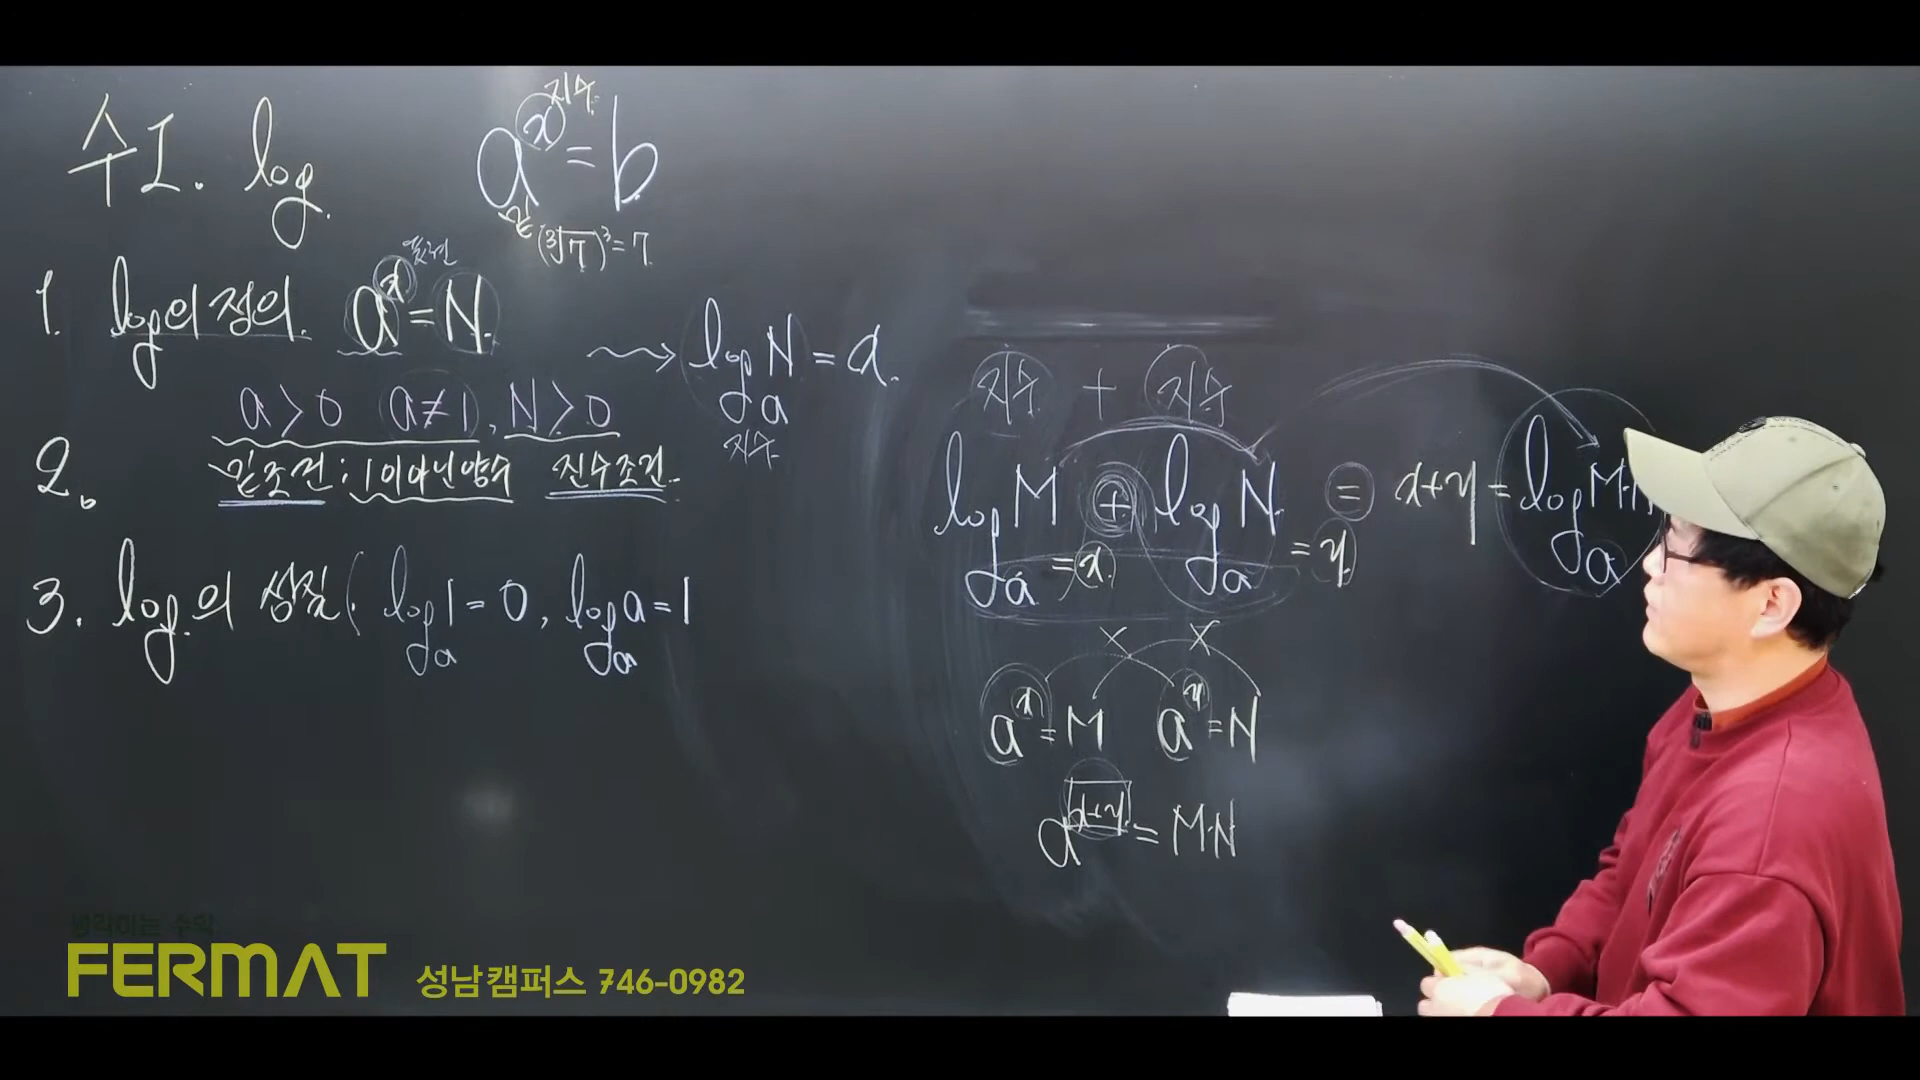 수I. log
지수
a^x = b
밑
(³√7)³ = 7
1. log의 정의. a^x = N
→ log_a N = x.
지수
a > 0 a ≠ 1, N > 0
2.
밑조건 : 1이 아닌 양수 진수조건.
3. log의 성질 ( log_a 1 = 0, log_a a = 1
지수 + 지수
log_a M + log_a N = x+y = log_a M·N
= x. = y.
× ×
a^x = M a^y = N
a^(x+y) = M·N
FERMAT 성남캠퍼스 746-0982